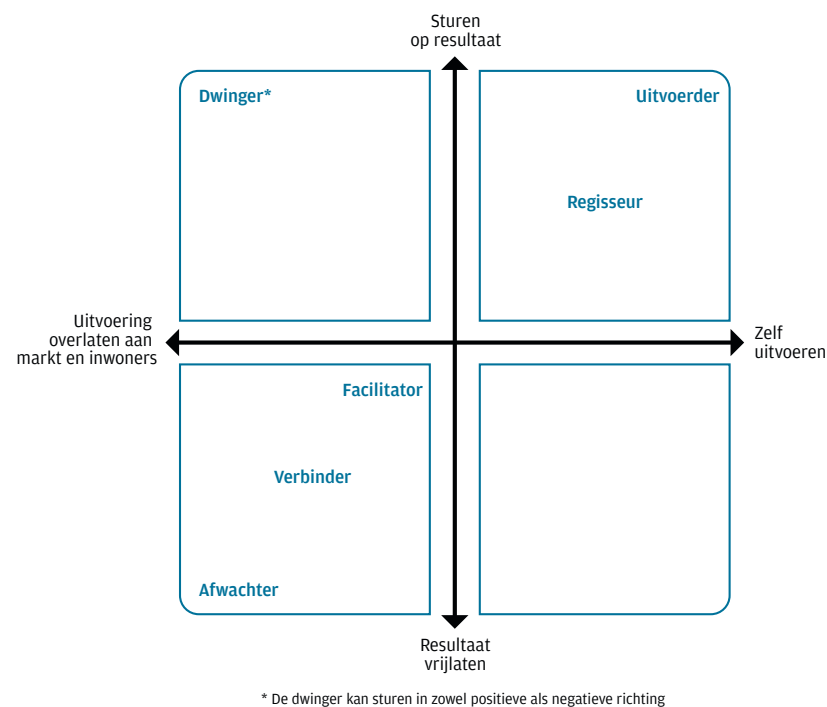 Sturen
op resultaat
Dwinger*
Uitvoerder
Regisseur
Uitvoering
overlaten aan
markt en inwoners
Zelf
uitvoeren
Facilitator
Verbinder
Afwachter
Resultaat
vrijlaten
* De dwinger kan sturen in zowel positieve als negatieve richting